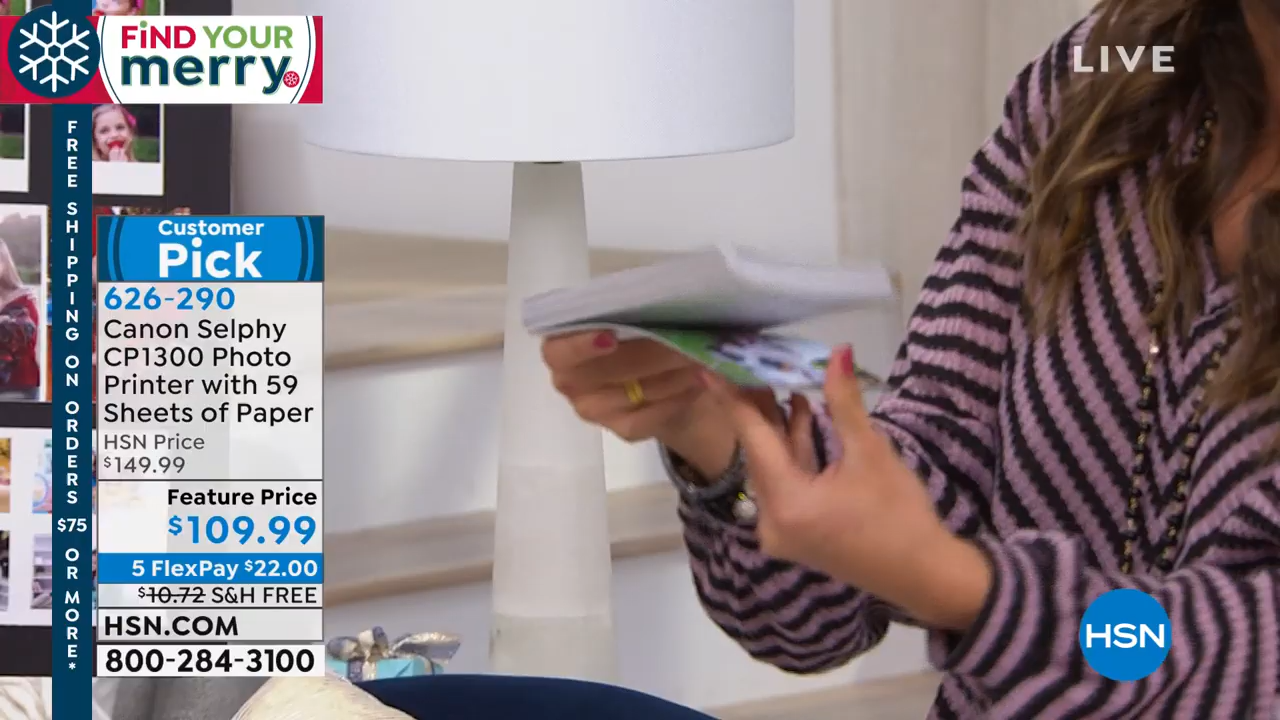 FiND YOUR
merry.
LIVE
FREE SHIPPING ON ORDERS $75 OR MORE*
Customer
Pick
626-290
Canon Selphy
CP1300 Photo
Printer with 59
Sheets of Paper
HSN Price
$149.99
Feature Price
$109.99
5 FlexPay $22.00
$10.72 S&H FREE
HSN.COM
800-284-3100
HSN